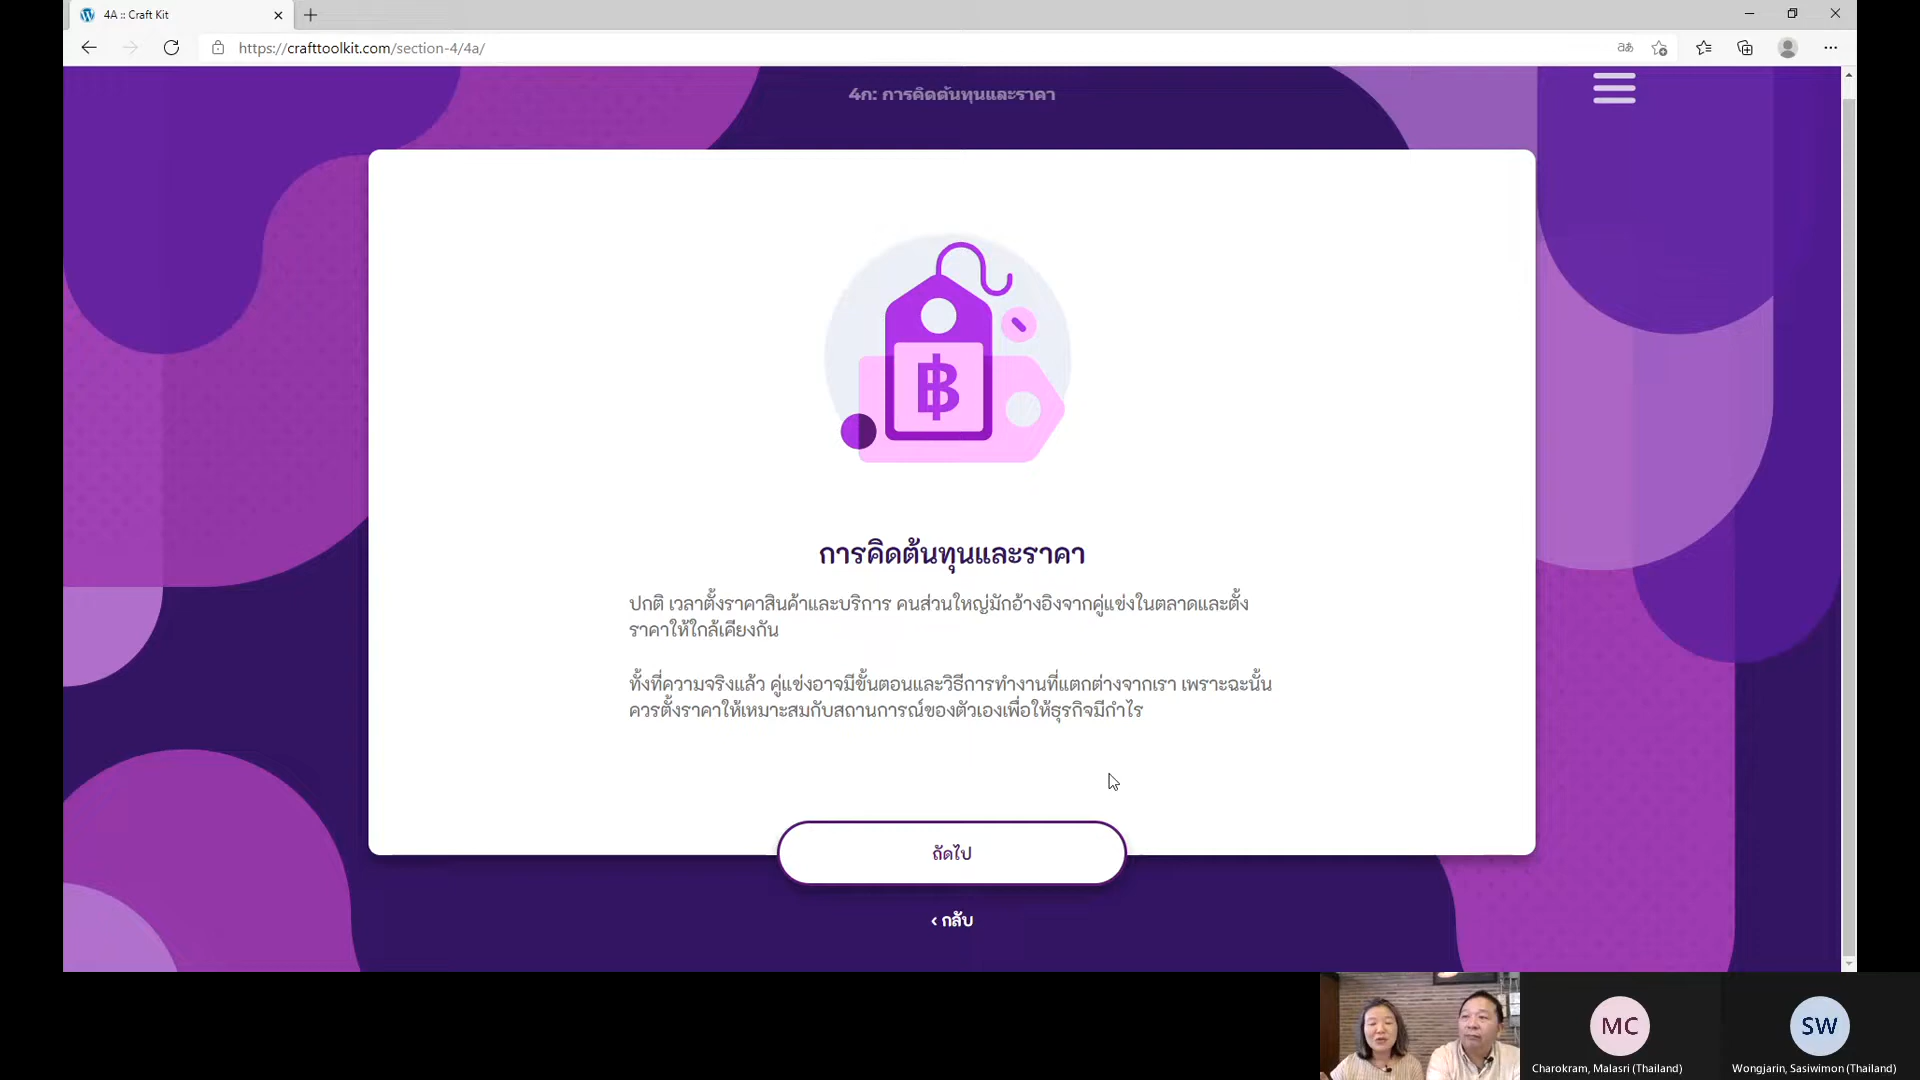 4A :: Craft Kit
https://crafttoolkit.com/section-4/4a/
4ก: การคิดต้นทุนและราคา
฿
การคิดต้นทุนและราคา
ปกติ เวลาตั้งราคาสินค้าและบริการ คนส่วนใหญ่มักอ้างอิงจากคู่แข่งในตลาดและตั้ง
ราคาให้ใกล้เคียงกัน
ทั้งที่ความจริงแล้ว คู่แข่งอาจมีขั้นตอนและวิธีการทำงานที่แตกต่างจากเรา เพราะฉะนั้น
ควรตั้งราคาให้เหมาะสมกับสถานการณ์ของตัวเองเพื่อให้ธุรกิจมีกำไร
ถัดไป
‹ กลับ
MC
SW
Charokram, Malasri (Thailand)
Wongjarin, Sasiwimon (Thailand)